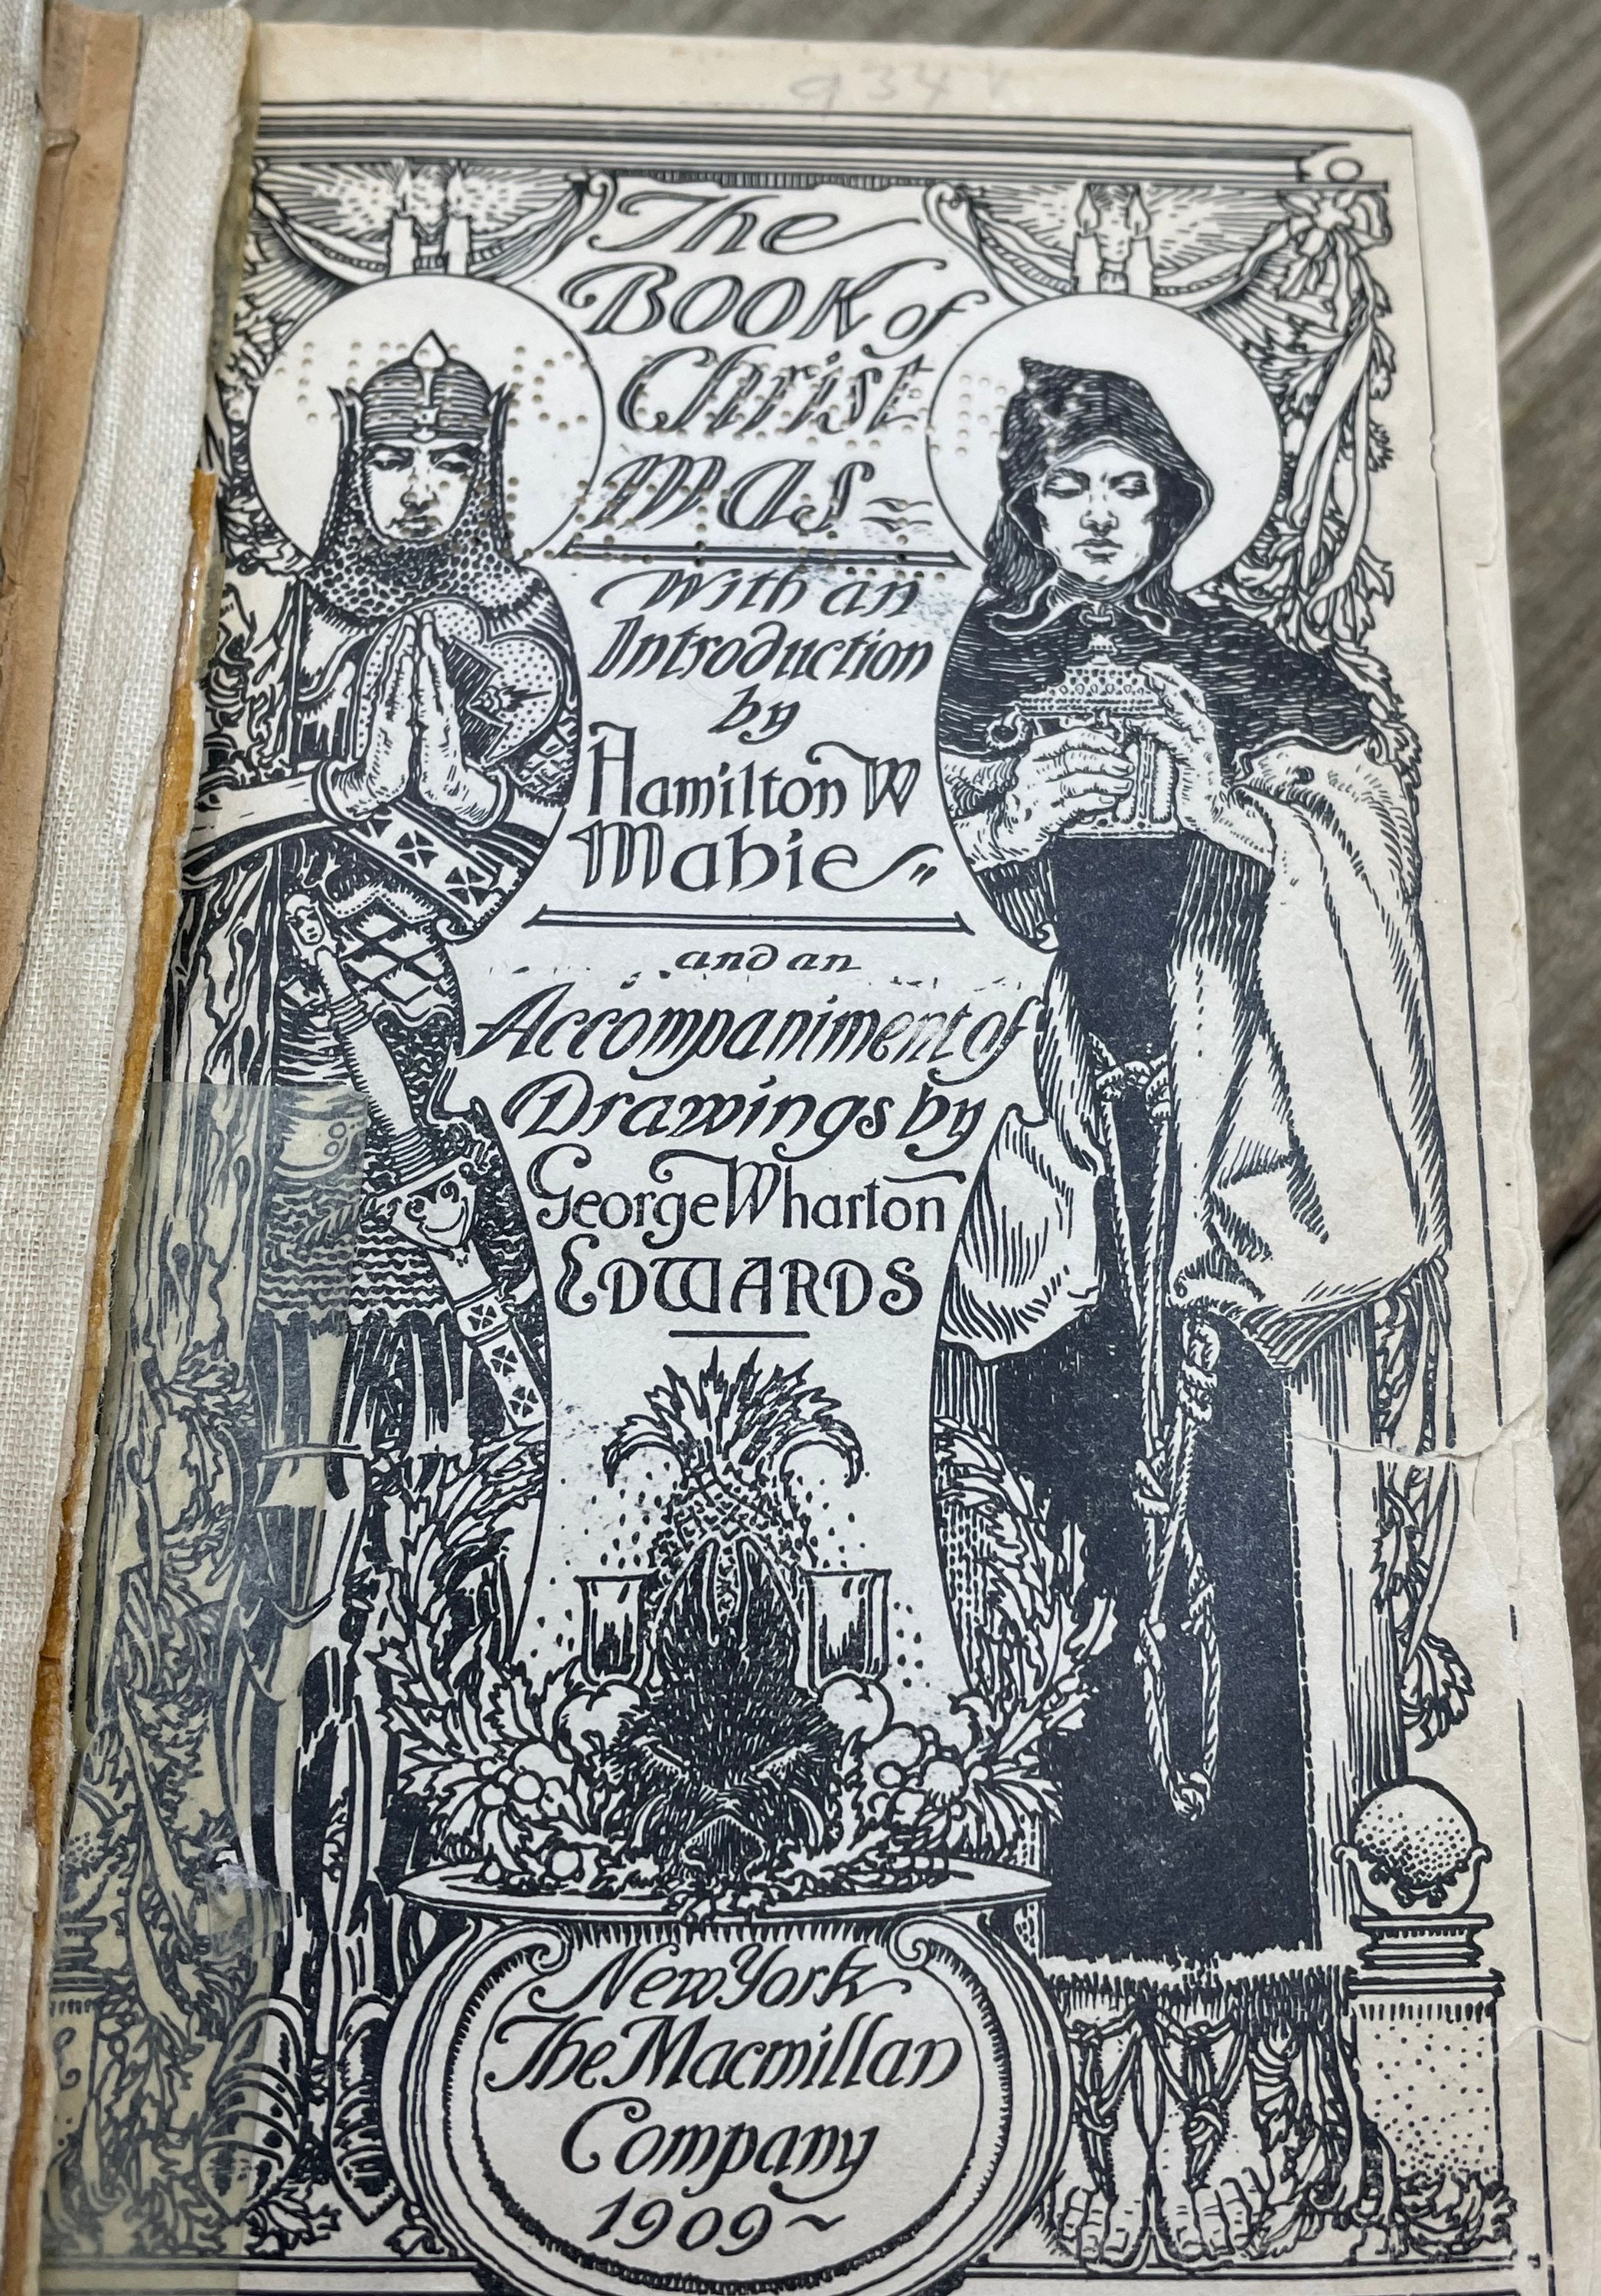 934
The
BOOK of
Christ
mas =
With an
Introduction
by
Hamilton W
Mabie
and an
Accompaniment of
Drawings by
George Wharton
EDWARDS
New York
The Macmillan
Company
1909~